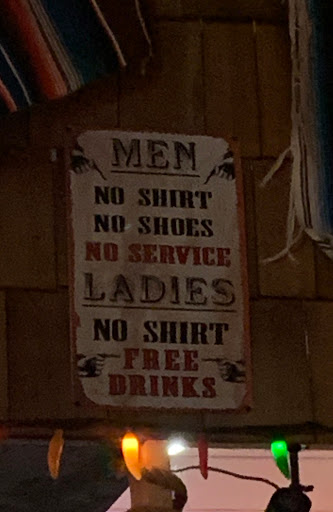 MEN
NO SHIRT
NO SHOES
NO SERVICE
LADIES
NO SHIRT
FREE
DRINKS